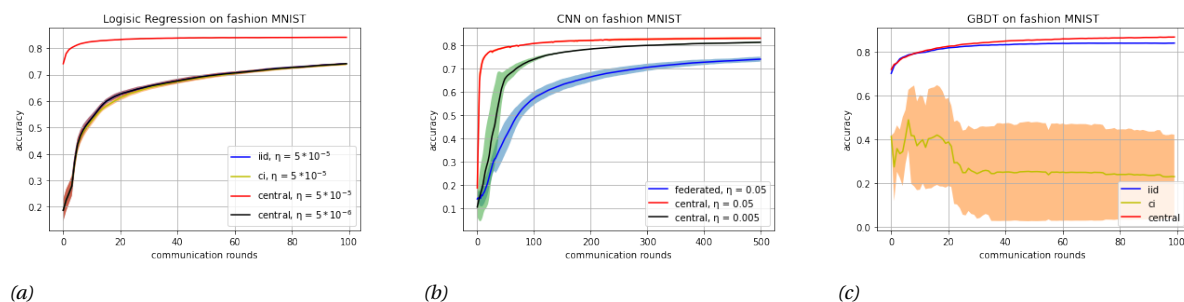 Logisic Regression on fashion MNIST
0.8
0.7
0.6
0.5
0.4
0.3
0.2
accuracy
iid, η = 5 * 10⁻⁵
ci, η = 5 * 10⁻⁵
central, η = 5 * 10⁻⁵
central, η = 5 * 10⁻⁶
0 20 40 60 80 100
communication rounds
(a)
CNN on fashion MNIST
0.8
0.7
0.6
0.5
0.4
0.3
0.2
0.1
0.0
accuracy
federated, η = 0.05
central, η = 0.05
central, η = 0.005
0 100 200 300 400 500
communication rounds
(b)
GBDT on fashion MNIST
0.8
0.6
0.4
0.2
0.0
accuracy
iid
ci
central
0 20 40 60 80 100
communication rounds
(c)